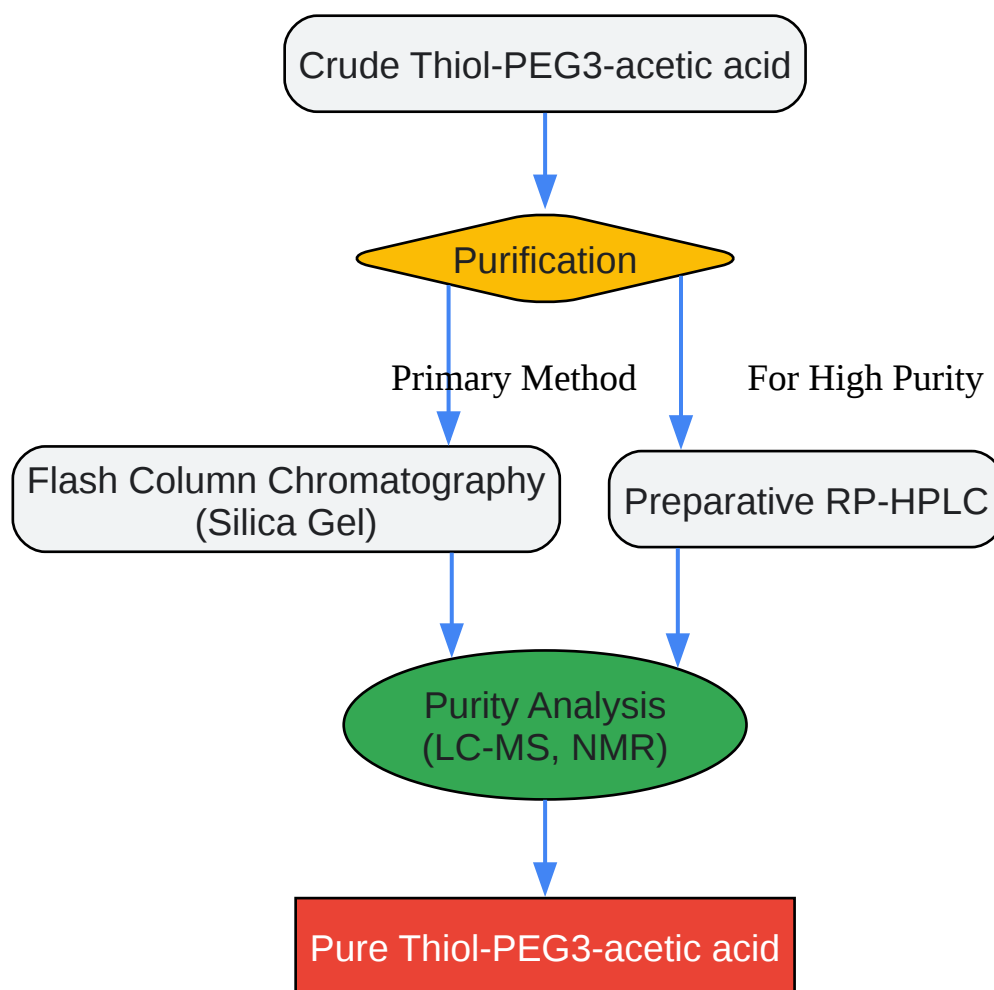 Crude Thiol-PEG3-acetic acid
Purification
Primary Method
For High Purity
Flash Column Chromatography
(Silica Gel)
Preparative RP-HPLC
Purity Analysis
(LC-MS, NMR)
Pure Thiol-PEG3-acetic acid